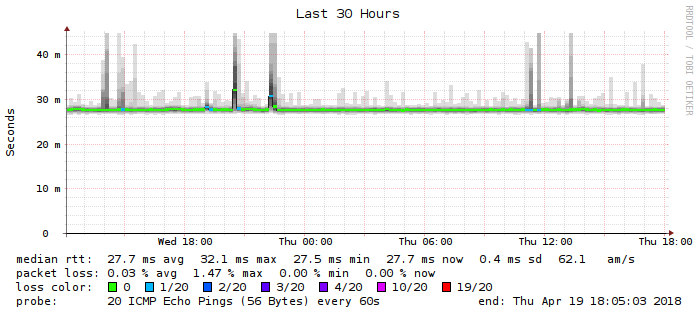 Last 30 Hours
RRDTOOL / TOBI OETIKER
Seconds
40 m
30 m
20 m
10 m
0
Wed 18:00 Thu 00:00 Thu 06:00 Thu 12:00 Thu 18:00
median rtt: 27.7 ms avg 32.1 ms max 27.5 ms min 27.7 ms now 0.4 ms sd 62.1 am/s
packet loss: 0.03 % avg 1.47 % max 0.00 % min 0.00 % now
loss color: 0 1/20 2/20 3/20 4/20 10/20 19/20
probe: 20 ICMP Echo Pings (56 Bytes) every 60s end: Thu Apr 19 18:05:03 2018